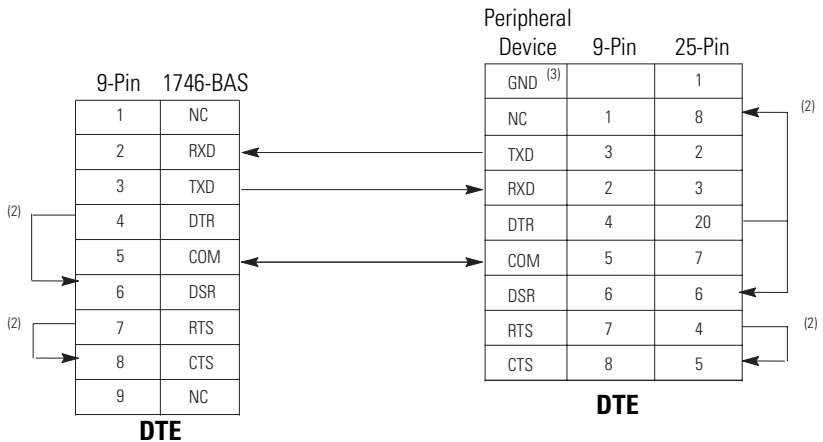 Peripheral
Device 9-Pin 25-Pin
9-Pin 1746-BAS
GND (3) 1
1 NC
NC 1 8 (2)
2 RXD
TXD 3 2
3 TXD
RXD 2 3
(2) 4 DTR
DTR 4 20
5 COM
COM 5 7
6 DSR
DSR 6 6
(2) 7 RTS
RTS 7 4 (2)
8 CTS
CTS 8 5
9 NC
DTE
DTE